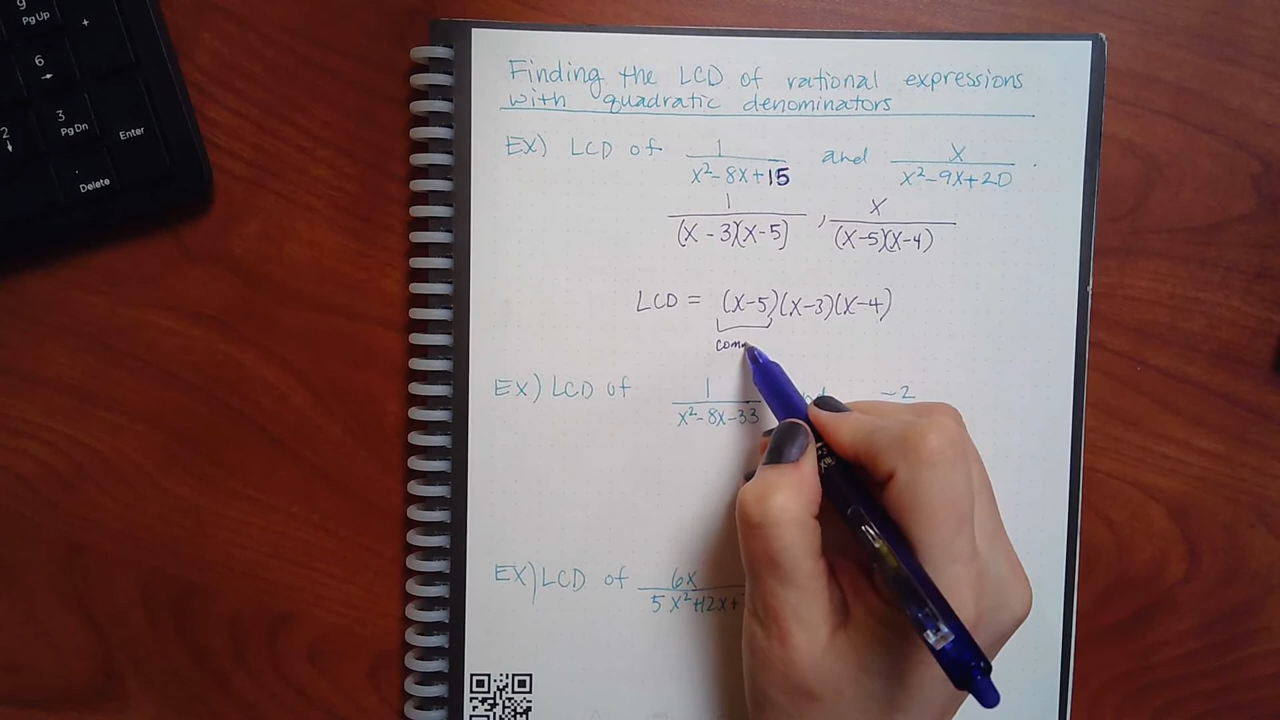 9
PgUp
+
6
3
PgDn
2
Enter
Delete
Finding the LCD of rational expressions
with quadratic denominators
EX) LCD of 1/(x²-8x+15) and x/(x²-9x+20).
1/((x-3)(x-5)), x/((x-5)(x-4))
LCD = (x-5)(x-3)(x-4)
com
EX) LCD of 1/(x²-8x-33) -2
EX) LCD of 6x/(5x²+12x+